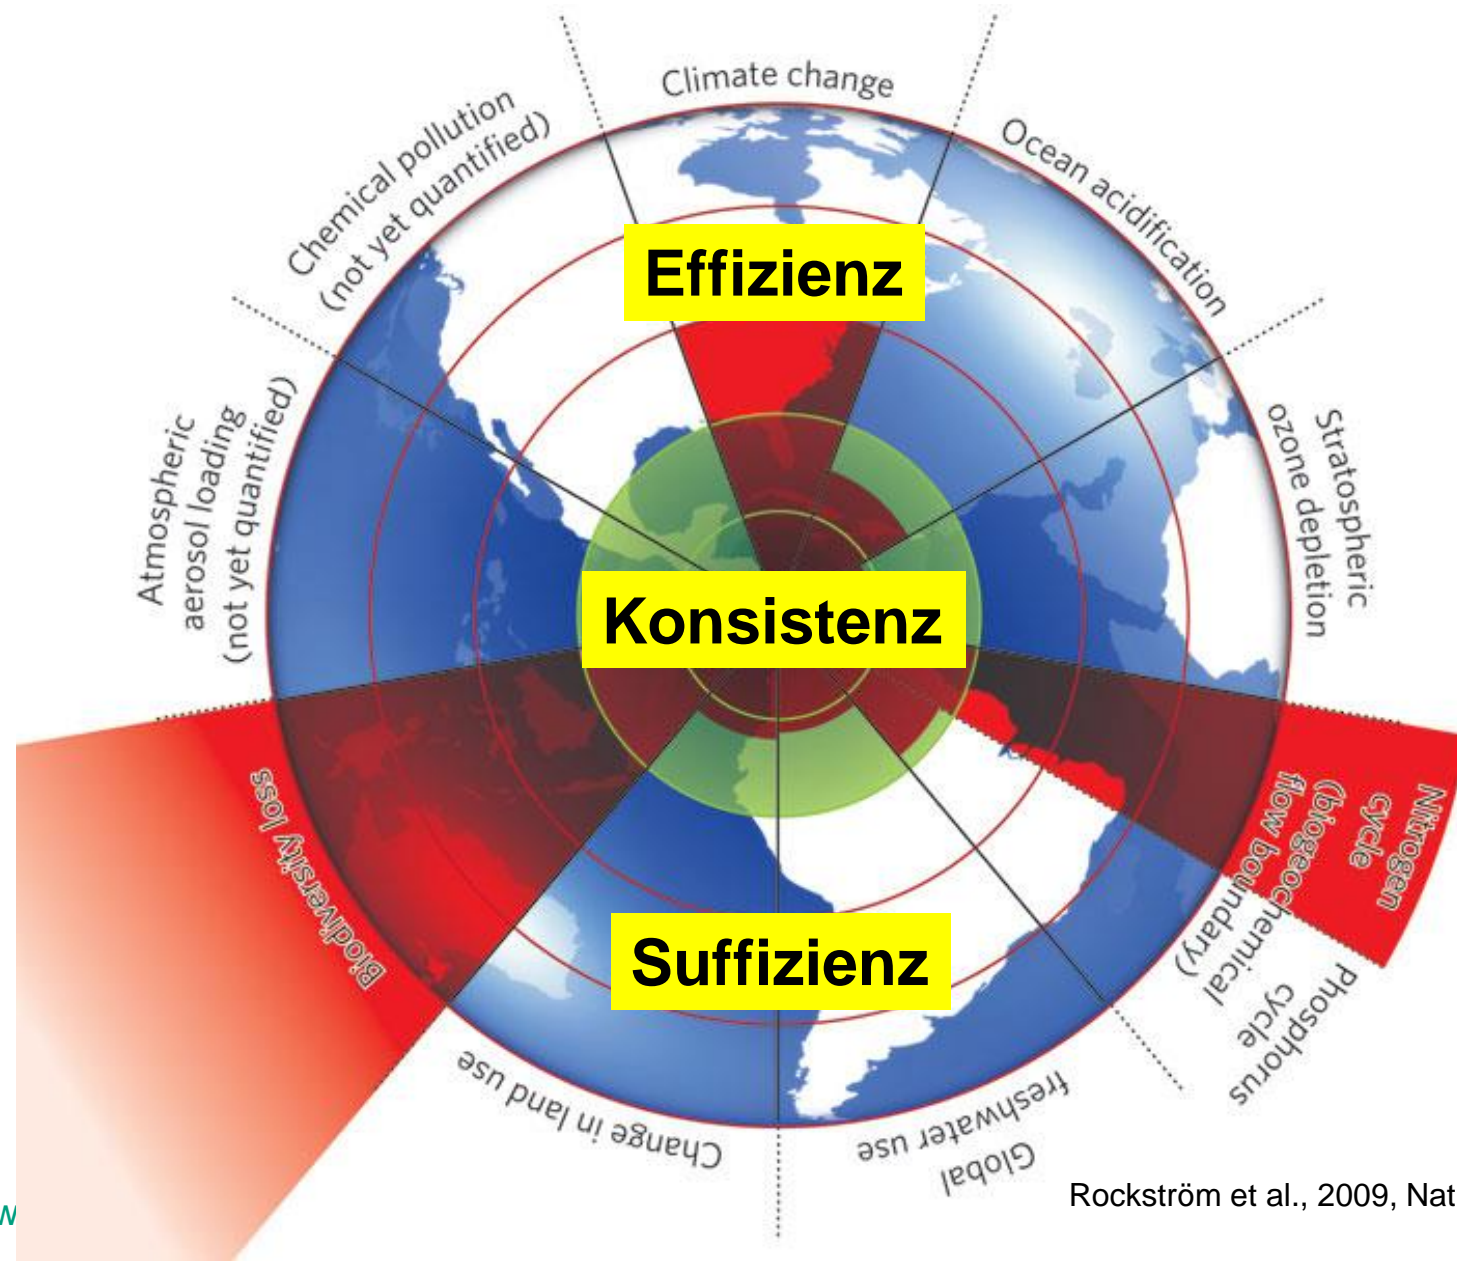 Climate change
Ocean acidification
Stratospheric
ozone depletion
Nitrogen
cycle
(biogeochemical
flow boundary)
Phosphorus
cycle
Global
freshwater use
Change in land use
Biodiversity loss
Atmospheric
aerosol loading
(not yet quantified)
Chemical pollution
(not yet quantified)
Effizienz
Konsistenz
Suffizienz
Rockström et al., 2009, Nat
w